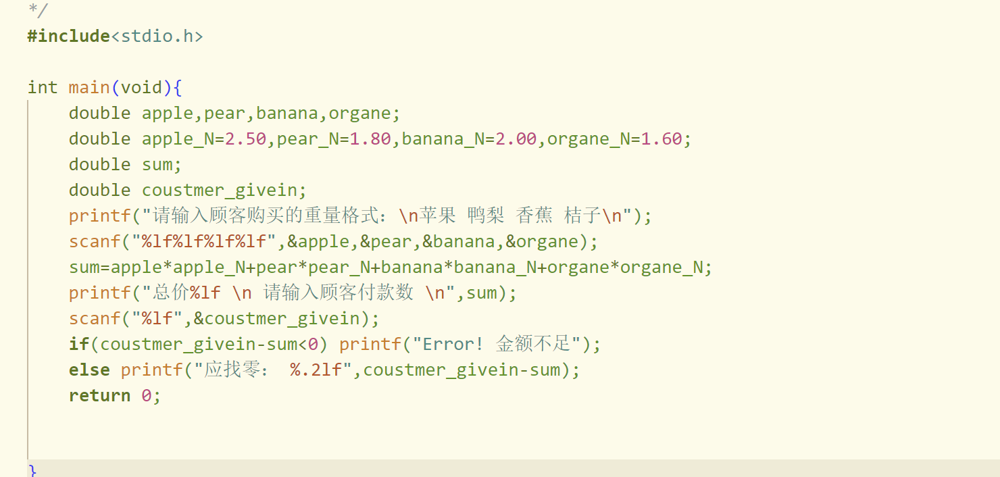 */
#include<stdio.h>
int main(void){
double apple,pear,banana,organe;
double apple_N=2.50,pear_N=1.80,banana_N=2.00,organe_N=1.60;
double sum;
double coustmer_givein;
printf("请输入顾客购买的重量格式：\n苹果 鸭梨 香蕉 桔子\n");
scanf("%lf%lf%lf%lf",&apple,&pear,&banana,&organe);
sum=apple*apple_N+pear*pear_N+banana*banana_N+organe*organe_N;
printf("总价%lf \n 请输入顾客付款数 \n",sum);
scanf("%lf",&coustmer_givein);
if(coustmer_givein-sum<0) printf("Error! 金额不足");
else printf("应找零： %.2lf",coustmer_givein-sum);
return 0;
}